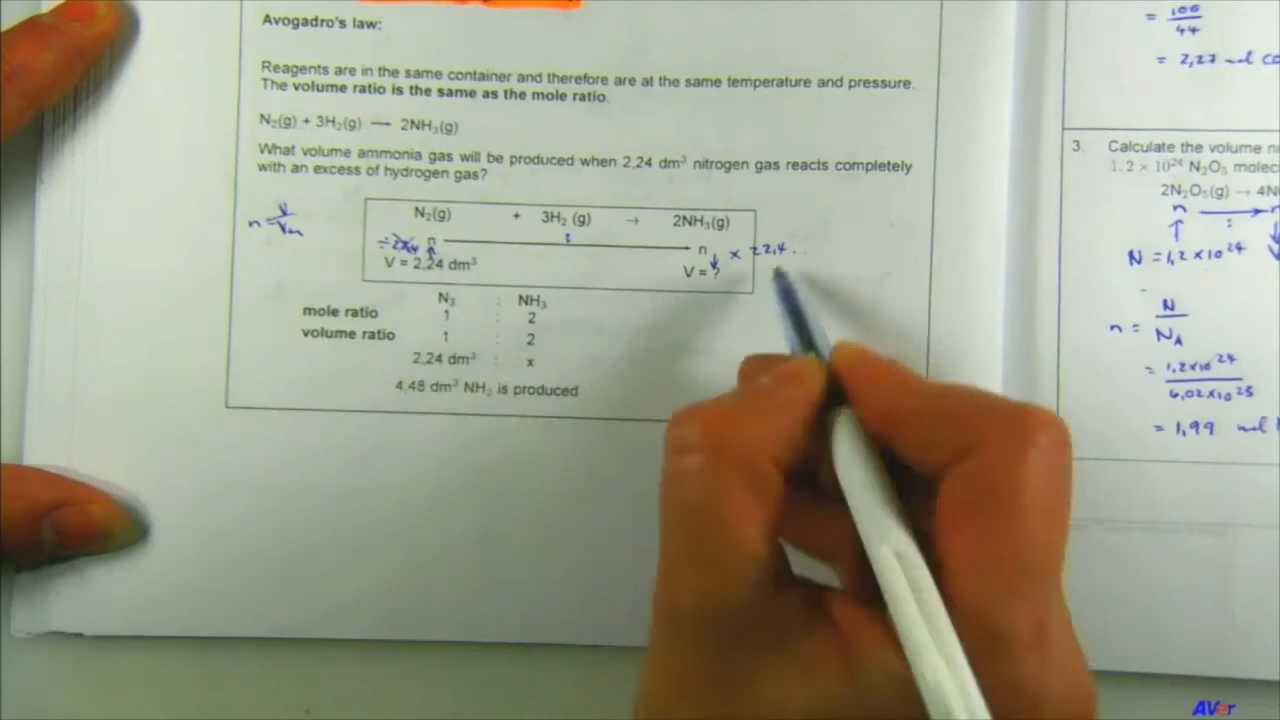 Avogadro's law:
Reagents are in the same container and therefore are at the same temperature and pressure.
The volume ratio is the same as the mole ratio.
N₂(g) + 3H₂(g) — 2NH₃(g)
What volume ammonia gas will be produced when 2,24 dm³ nitrogen gas reacts completely
with an excess of hydrogen gas?
n = V/Vm
N₂(g) + 3H₂ (g) → 2NH₃(g)
n : n × 22,4
V = 2,24 dm³ V = ?
N₃ : NH₃
mole ratio 1 : 2
volume ratio 1 : 2
2,24 dm³ : x
4,48 dm³ NH₃ is produced
= 100/44
= 2,27 mol CO
3. Calculate the volume n
1.2 × 10²⁴ N₂O₅ molec
2N₂O₅(g) → 4N
n → :
N = 1,2×10²⁴
n = N/N_A
= 1,2×10²⁴/6,02×10²³
= 1,99 mol
AVer